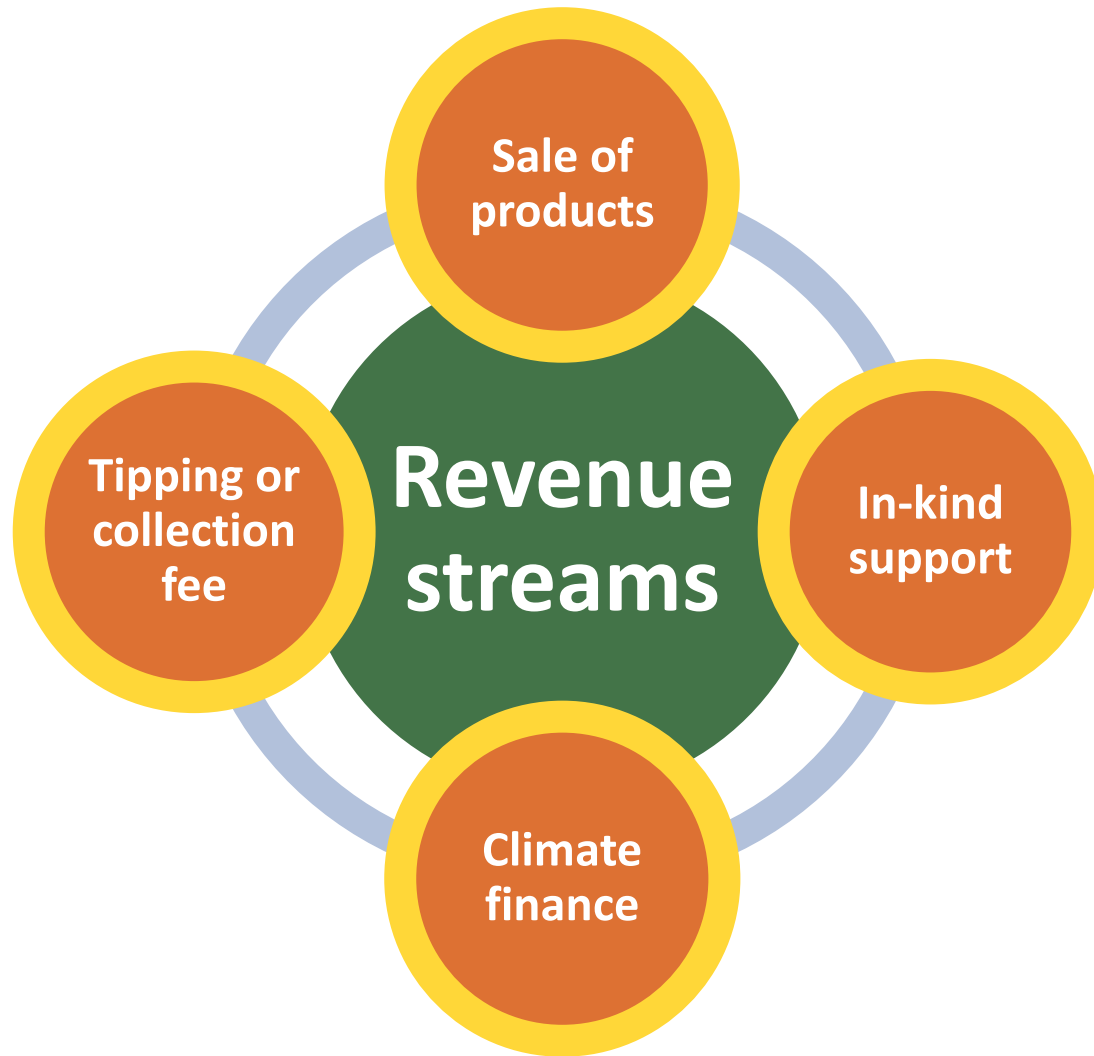 Sale of
products
Tipping or
collection
fee
Revenue
streams
In-kind
support
Climate
finance